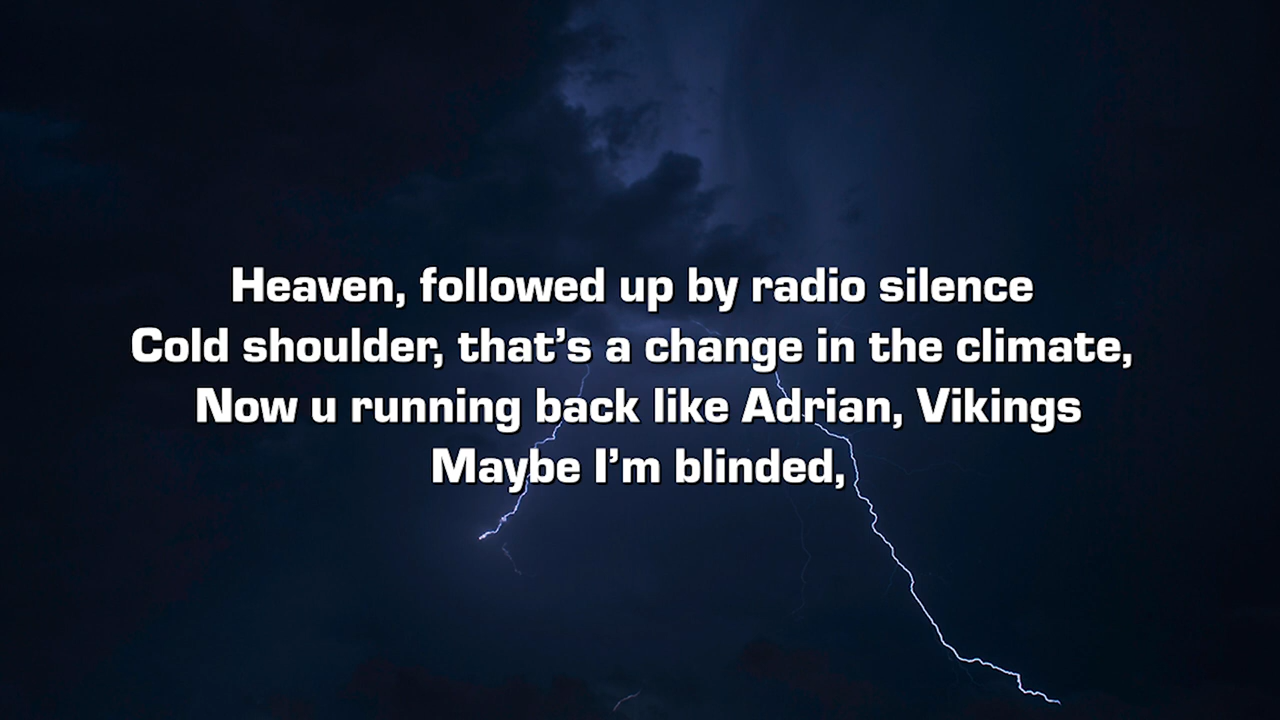 Heaven, followed up by radio silence
Cold shoulder, that’s a change in the climate,
Now u running back like Adrian, Vikings
Maybe I’m blinded,